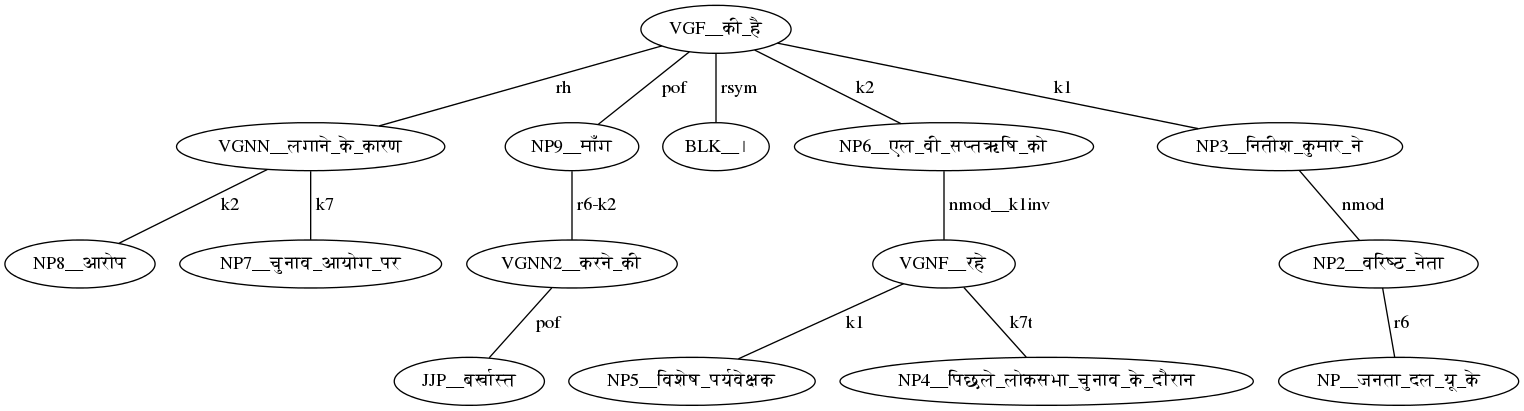 VGF__की_है
rh pof rsym k2 k1
VGNN__लगाने_के_कारण NP9__माँग BLK__। NP6__एल_वी_सप्तऋषि_को NP3__नितीश_कुमार_ने
k2 k7 r6-k2 nmod__k1inv nmod
NP8__आरोप NP7__चुनाव_आयोग_पर VGNN2__करने_की VGNF__रहे NP2__वरिष्ठ_नेता
pof k1 k7t r6
JJP__बर्खास्त NP5__विशेष_पर्यवेक्षक NP4__पिछले_लोकसभा_चुनाव_के_दौरान NP__जनता_दल_यू_के